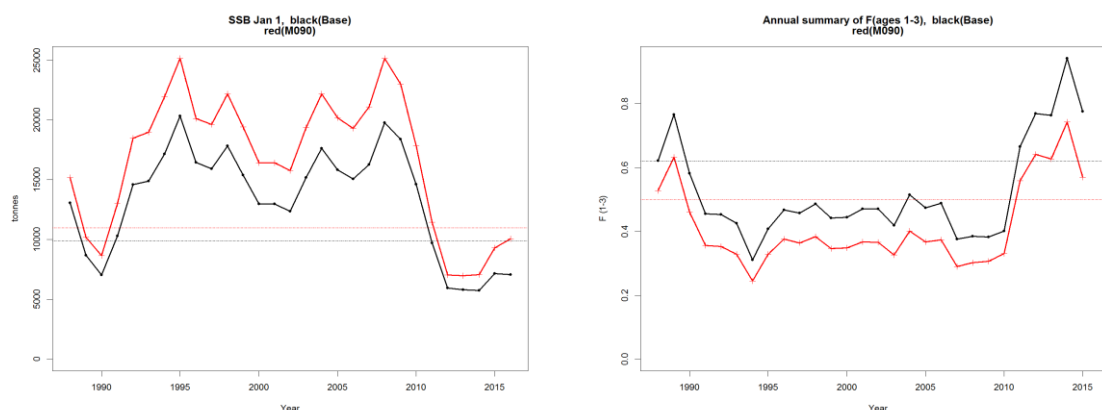 SSB Jan 1, black(Base)
red(M090)
tonnes
25000
20000
15000
10000
5000
0
1990
1995
2000
2005
2010
2015
Year
Annual summary of F(ages 1-3), black(Base)
red(M090)
F (1-3)
0.8
0.6
0.4
0.2
0.0
1990
1995
2000
2005
2010
2015
Year